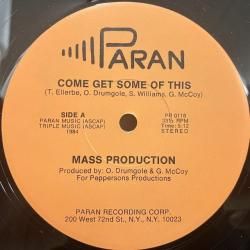 PARAN
COME GET SOME OF THIS
(T. Ellerbe, O. Drumgole, S. Williams, G. McCoy)
SIDE A
PARAN MUSIC (ASCAP)
TRIPLE MUSIC (ASCAP)
1984
PR 0118
33⅓ RPM
Time: 5:12
STEREO
MASS PRODUCTION
Produced by: O. Drumgole & G. McCoy
For Peppersons Productions
PARAN RECORDING CORP.
200 West 72nd St., N.Y., N.Y. 10023